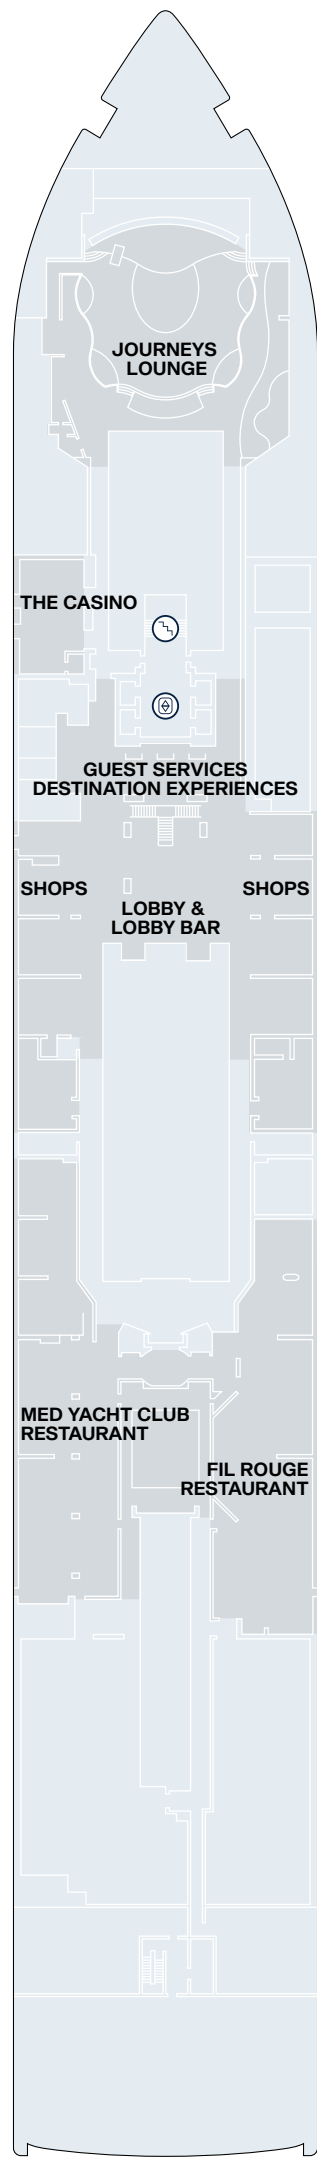 JOURNEYS
LOUNGE
THE CASINO
GUEST SERVICES
DESTINATION EXPERIENCES
SHOPS
SHOPS
LOBBY &
LOBBY BAR
MED YACHT CLUB
RESTAURANT
FIL ROUGE
RESTAURANT